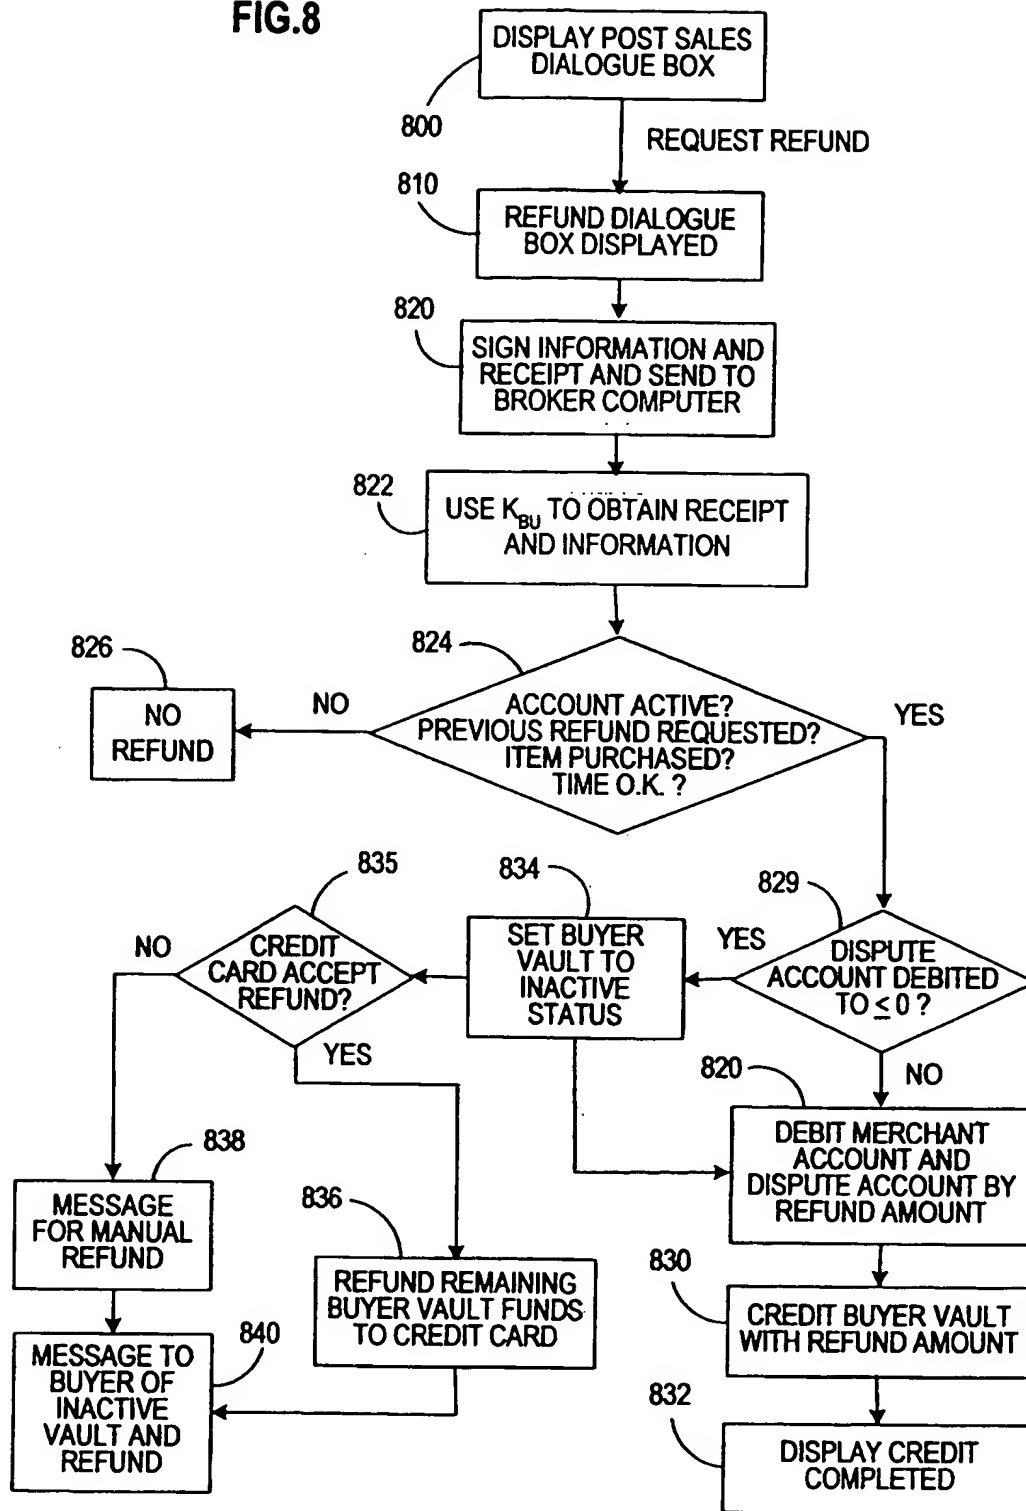 FIG.8
DISPLAY POST SALES
DIALOGUE BOX
800
REQUEST REFUND
810
REFUND DIALOGUE
BOX DISPLAYED
820
SIGN INFORMATION AND
RECEIPT AND SEND TO
BROKER COMPUTER
822
USE KBU TO OBTAIN RECEIPT
AND INFORMATION
824
826
NO
REFUND
NO
ACCOUNT ACTIVE?
PREVIOUS REFUND REQUESTED?
ITEM PURCHASED?
TIME O.K. ?
YES
829
DISPUTE
ACCOUNT DEBITED
TO ≤ 0 ?
YES
NO
834
SET BUYER
VAULT TO
INACTIVE
STATUS
835
CREDIT
CARD ACCEPT
REFUND?
NO
YES
820
DEBIT MERCHANT
ACCOUNT AND
DISPUTE ACCOUNT BY
REFUND AMOUNT
838
MESSAGE
FOR MANUAL
REFUND
836
REFUND REMAINING
BUYER VAULT FUNDS
TO CREDIT CARD
830
CREDIT BUYER VAULT
WITH REFUND AMOUNT
840
MESSAGE TO
BUYER OF
INACTIVE
VAULT AND
REFUND
832
DISPLAY CREDIT
COMPLETED